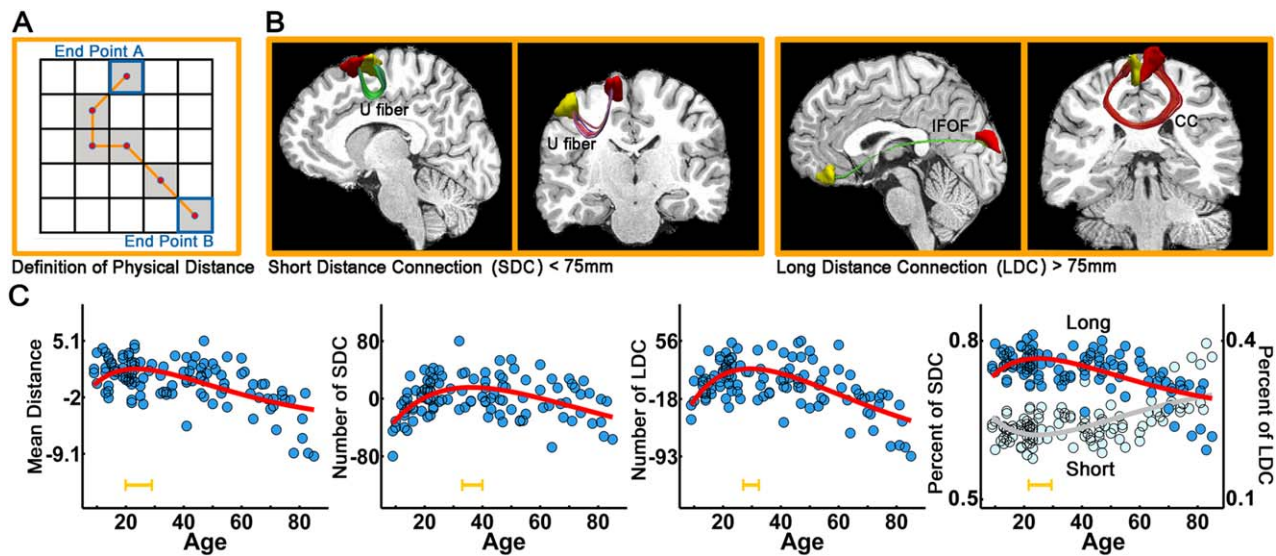 A
End Point A
End Point B
Definition of Physical Distance
B
U fiber
U fiber
IFOF
CC
Short Distance Connection (SDC) < 75mm
Long Distance Connection (LDC) > 75mm
C
Mean Distance
5.1
-2
-9.1
20 40 60 80
Age
Number of SDC
80
0
-80
20 40 60 80
Age
Number of LDC
56
-18
-93
20 40 60 80
Age
Percent of SDC
0.8
0.5
Long
Short
0.4
0.1
Percent of LDC
20 40 60 80
Age